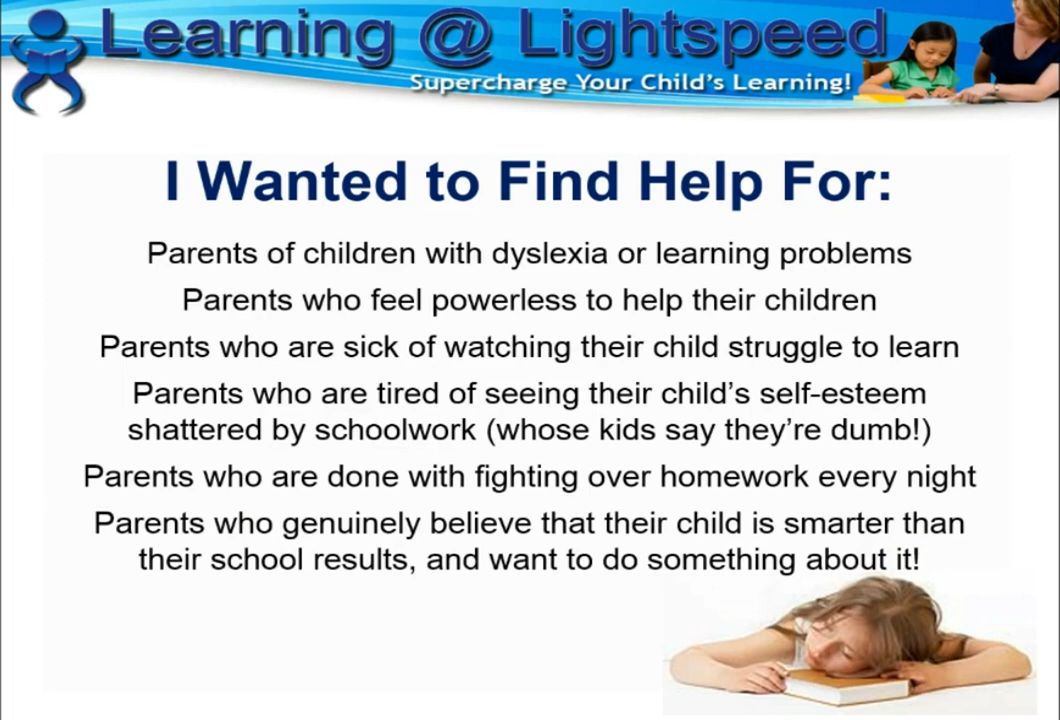 Learning @ Lightspeed
Supercharge Your Child's Learning!
I Wanted to Find Help For:
Parents of children with dyslexia or learning problems
Parents who feel powerless to help their children
Parents who are sick of watching their child struggle to learn
Parents who are tired of seeing their child’s self-esteem
shattered by schoolwork (whose kids say they’re dumb!)
Parents who are done with fighting over homework every night
Parents who genuinely believe that their child is smarter than
their school results, and want to do something about it!